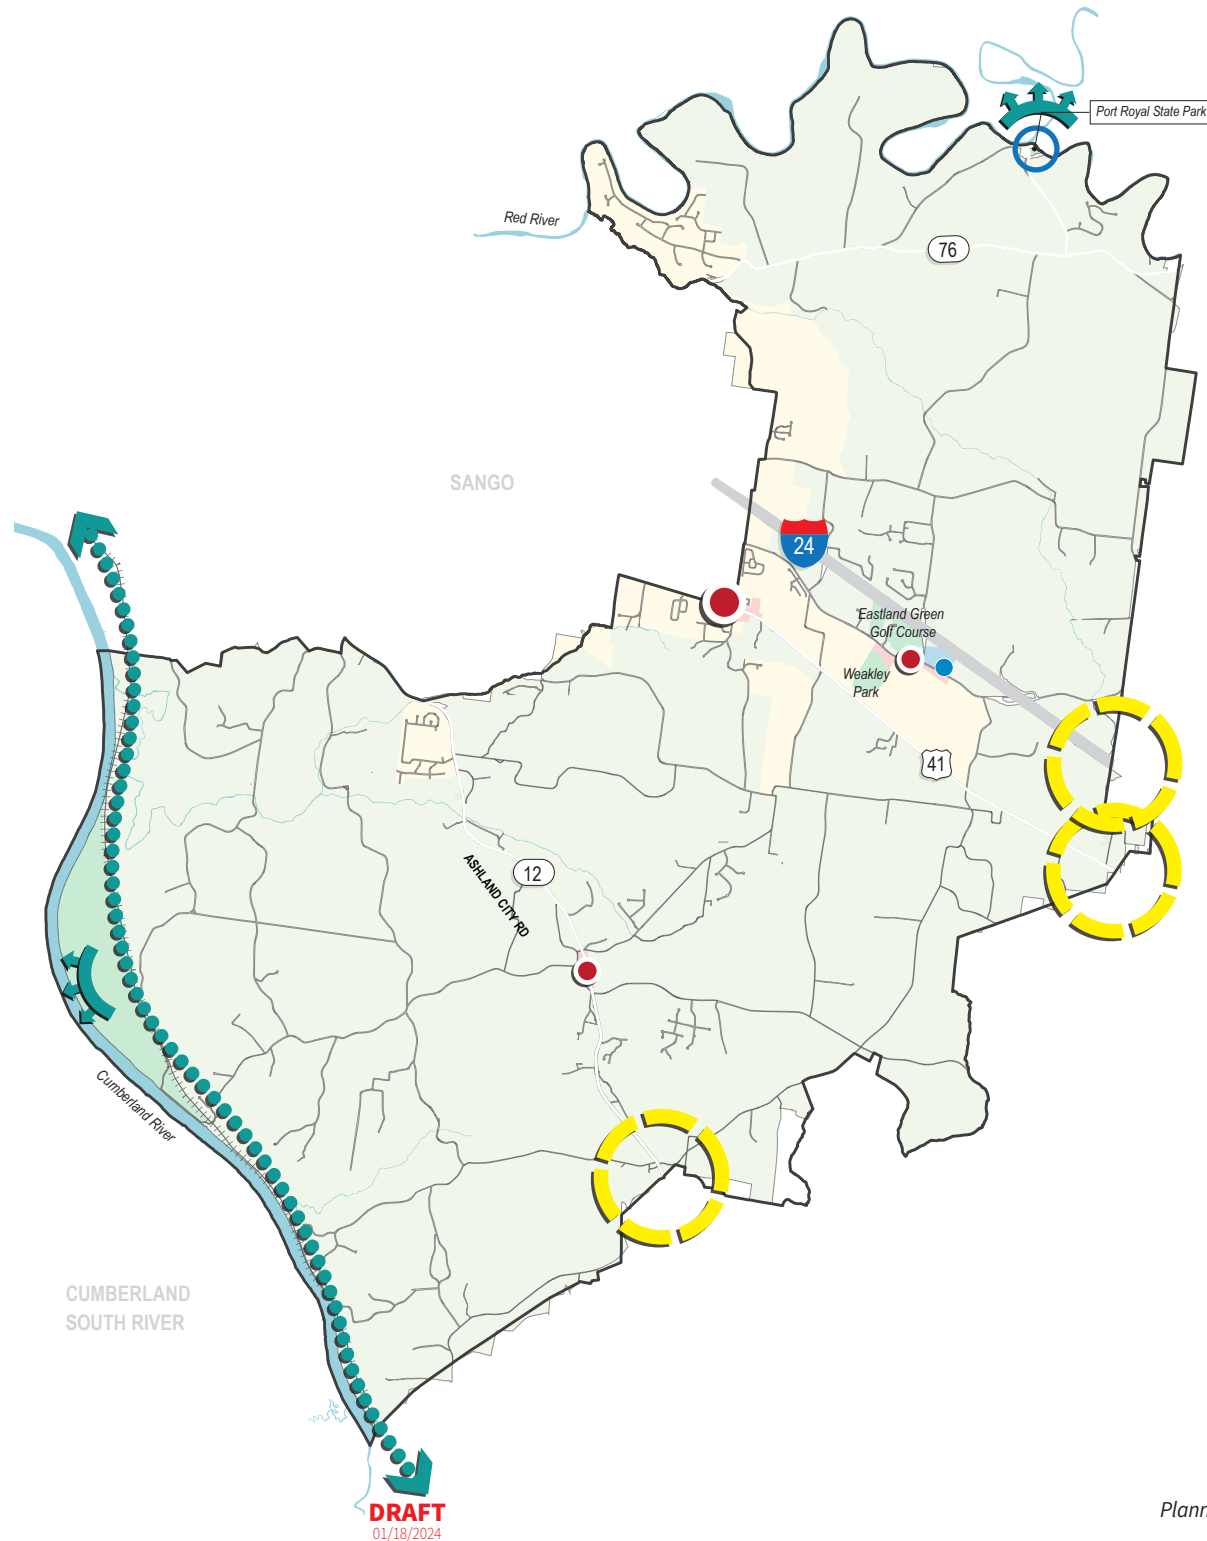 Port Royal State Park
Red River
76
SANGO
24
Eastland Green
Golf Course
Weakley
Park
41
ASHLAND CITY RD
12
Cumberland River
CUMBERLAND
SOUTH RIVER
DRAFT
01/18/2024
Plann